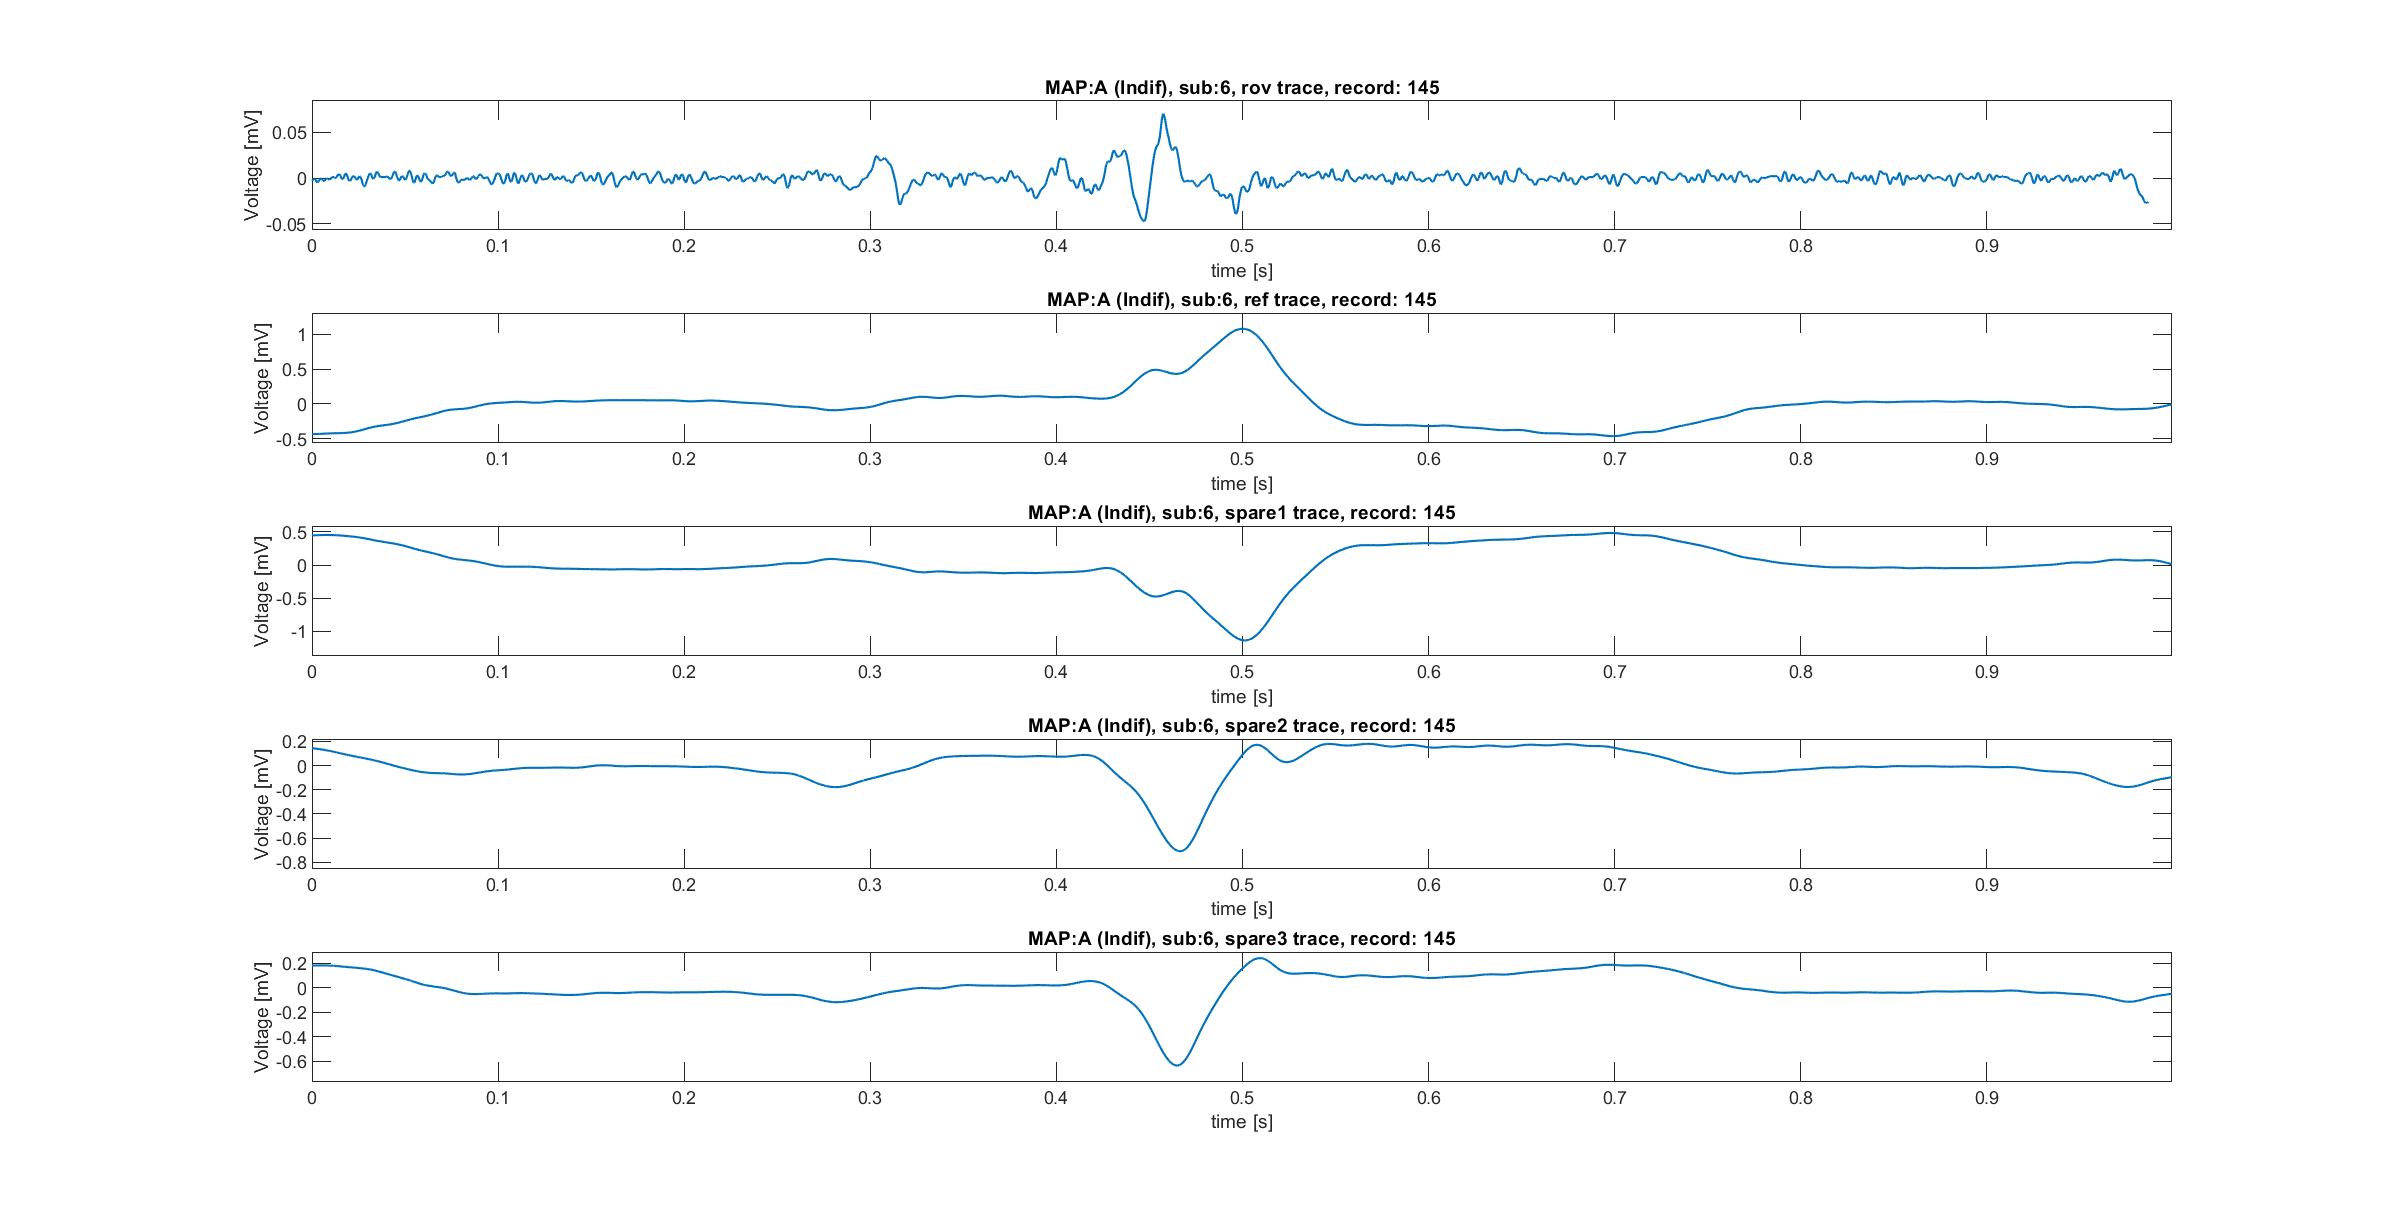 MAP:A (Indif), sub:6, rov trace, record: 145
Voltage [mV]
0.05
0
-0.05
0 0.1 0.2 0.3 0.4 0.5 0.6 0.7 0.8 0.9
time [s]
MAP:A (Indif), sub:6, ref trace, record: 145
Voltage [mV]
1
0.5
0
-0.5
0 0.1 0.2 0.3 0.4 0.5 0.6 0.7 0.8 0.9
time [s]
MAP:A (Indif), sub:6, spare1 trace, record: 145
Voltage [mV]
0.5
0
-0.5
-1
0 0.1 0.2 0.3 0.4 0.5 0.6 0.7 0.8 0.9
time [s]
MAP:A (Indif), sub:6, spare2 trace, record: 145
Voltage [mV]
0.2
0
-0.2
-0.4
-0.6
-0.8
0 0.1 0.2 0.3 0.4 0.5 0.6 0.7 0.8 0.9
time [s]
MAP:A (Indif), sub:6, spare3 trace, record: 145
Voltage [mV]
0.2
0
-0.2
-0.4
-0.6
0 0.1 0.2 0.3 0.4 0.5 0.6 0.7 0.8 0.9
time [s]